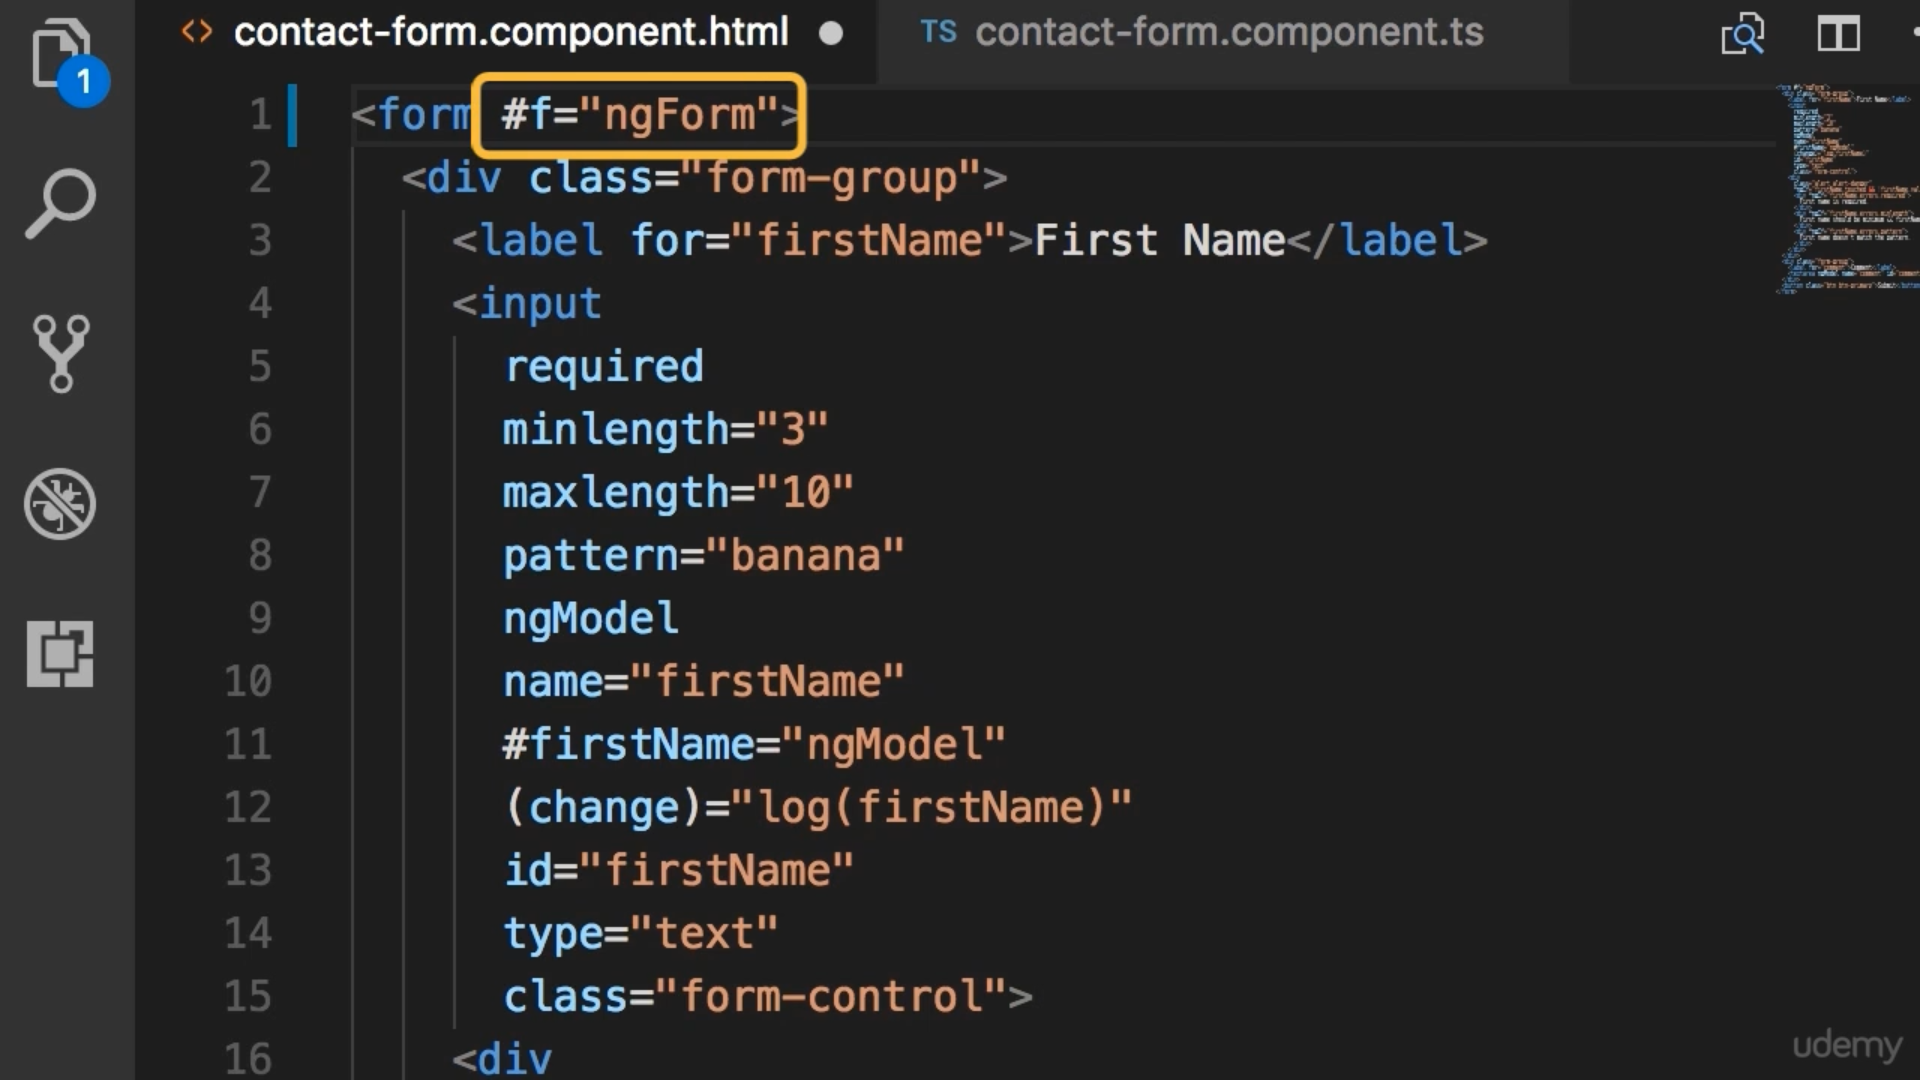 contact-form.component.html
TS contact-form.component.ts
1
1 <form #f="ngForm">
2 <div class="form-group">
3 <label for="firstName">First Name</label>
4 <input
5 required
6 minlength="3"
7 maxlength="10"
8 pattern="banana"
9 ngModel
10 name="firstName"
11 #firstName="ngModel"
12 (change)="log(firstName)"
13 id="firstName"
14 type="text"
15 class="form-control">
16 <div
udemy